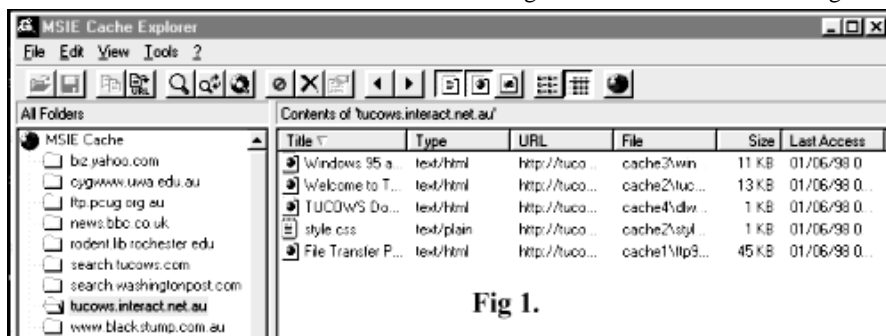 MSIE Cache Explorer
File Edit View Tools ?
URL
All Folders
Contents of 'tucows.interact.net.au'
MSIE Cache
biz.yahoo.com
cygwww.uwa.edu.au
ftp.pcug.org.au
news.bbc.co.uk
rodent.lib.rochester.edu
search.tucows.com
search.washingtonpost.com
tucows.interact.net.au
www.blackstump.com.au
Title Type URL File Size Last Access
Windows 95 a... text/html http://tuco... cache3\win... 11 KB 01/06/98 0...
Welcome to T... text/html http://tuco... cache2\tuc... 13 KB 01/06/98 0...
TUCOWS Do... text/html http://tuco... cache4\dlw... 1 KB 01/06/98 0...
style.css text/plain http://tuco... cache2\styl... 1 KB 01/06/98 0...
File Transfer P... text/html http://tuco... cache1\ftp9... 45 KB 01/06/98 0...
Fig 1.